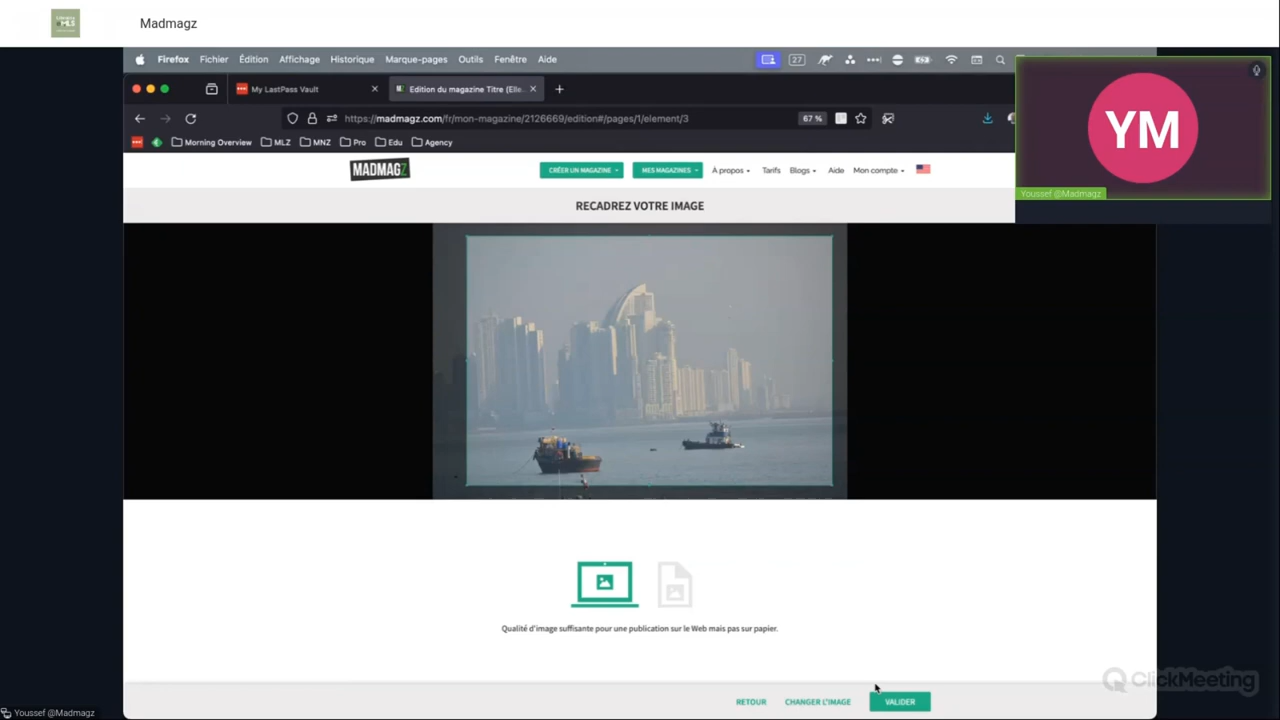 Madmagz
Firefox Fichier Édition Affichage Historique Marque-pages Outils Fenêtre Aide
27
My LastPass Vault
Edition du magazine Titre (Elle…
https://madmagz.com/fr/mon-magazine/2126669/edition#/pages/1/element/3
67 %
Morning Overview MLZ MNZ Pro Edu Agency
YM
Youssef @Madmagz
MADMAGZ
CRÉER UN MAGAZINE
MES MAGAZINES
À propos Tarifs Blogs Aide Mon compte
RECADREZ VOTRE IMAGE
Qualité d'image suffisante pour une publication sur le Web mais pas sur papier.
ClickMeeting
RETOUR CHANGER L'IMAGE VALIDER
Youssef @Madmagz